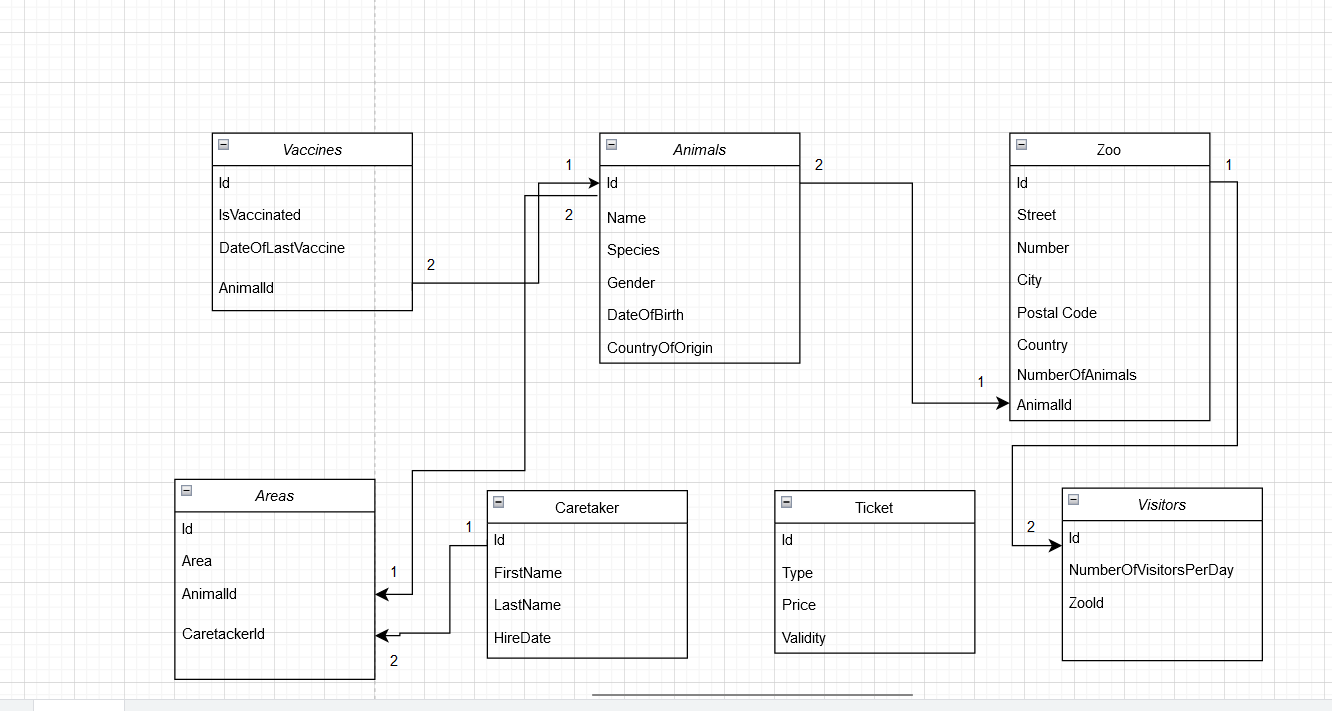 Vaccines
Id
IsVaccinated
DateOfLastVaccine
AnimalId
2
1
2
Animals
Id
Name
Species
Gender
DateOfBirth
CountryOfOrigin
2
1
Zoo
Id
Street
Number
City
Postal Code
Country
NumberOfAnimals
AnimalId
1
Areas
Id
Area
AnimalId
CaretackerId
1
2
1
Caretaker
Id
FirstName
LastName
HireDate
Ticket
Id
Type
Price
Validity
2
Visitors
Id
NumberOfVisitorsPerDay
ZooId